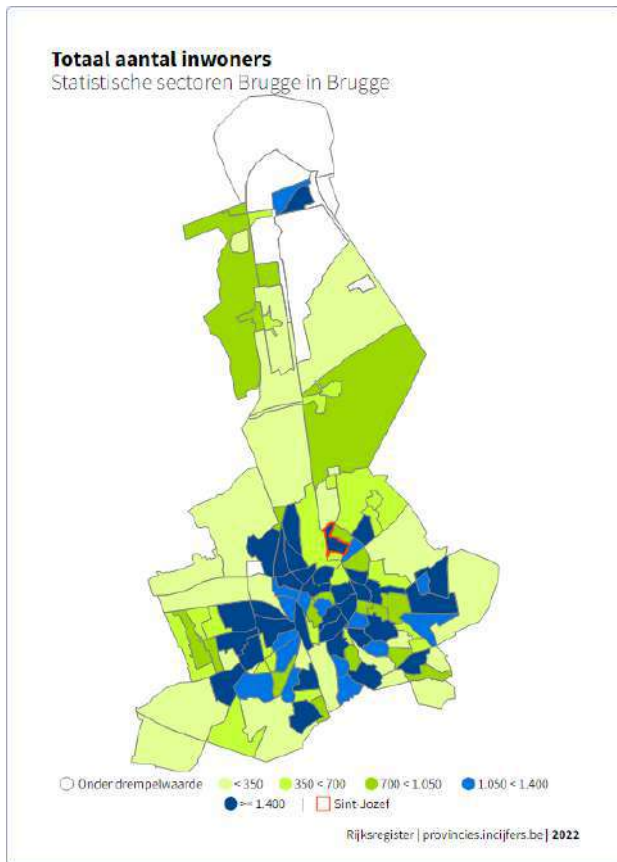 Totaal aantal inwoners
Statistische sectoren Brugge in Brugge
Onder drempelwaarde
< 350
350 < 700
700 < 1.050
1.050 < 1.400
>= 1.400
Sint-Jozef
Rijksregister | provincies.incijfers.be | 2022